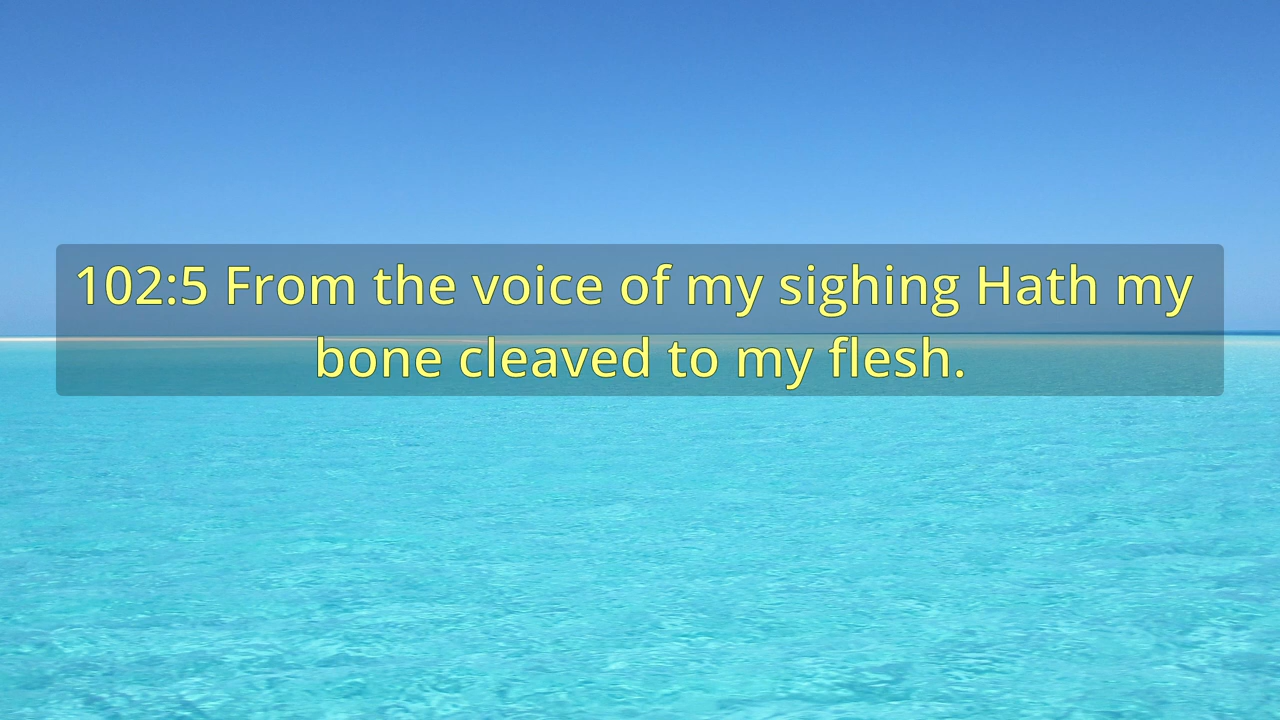 102:5 From the voice of my sighing Hath my
bone cleaved to my flesh.